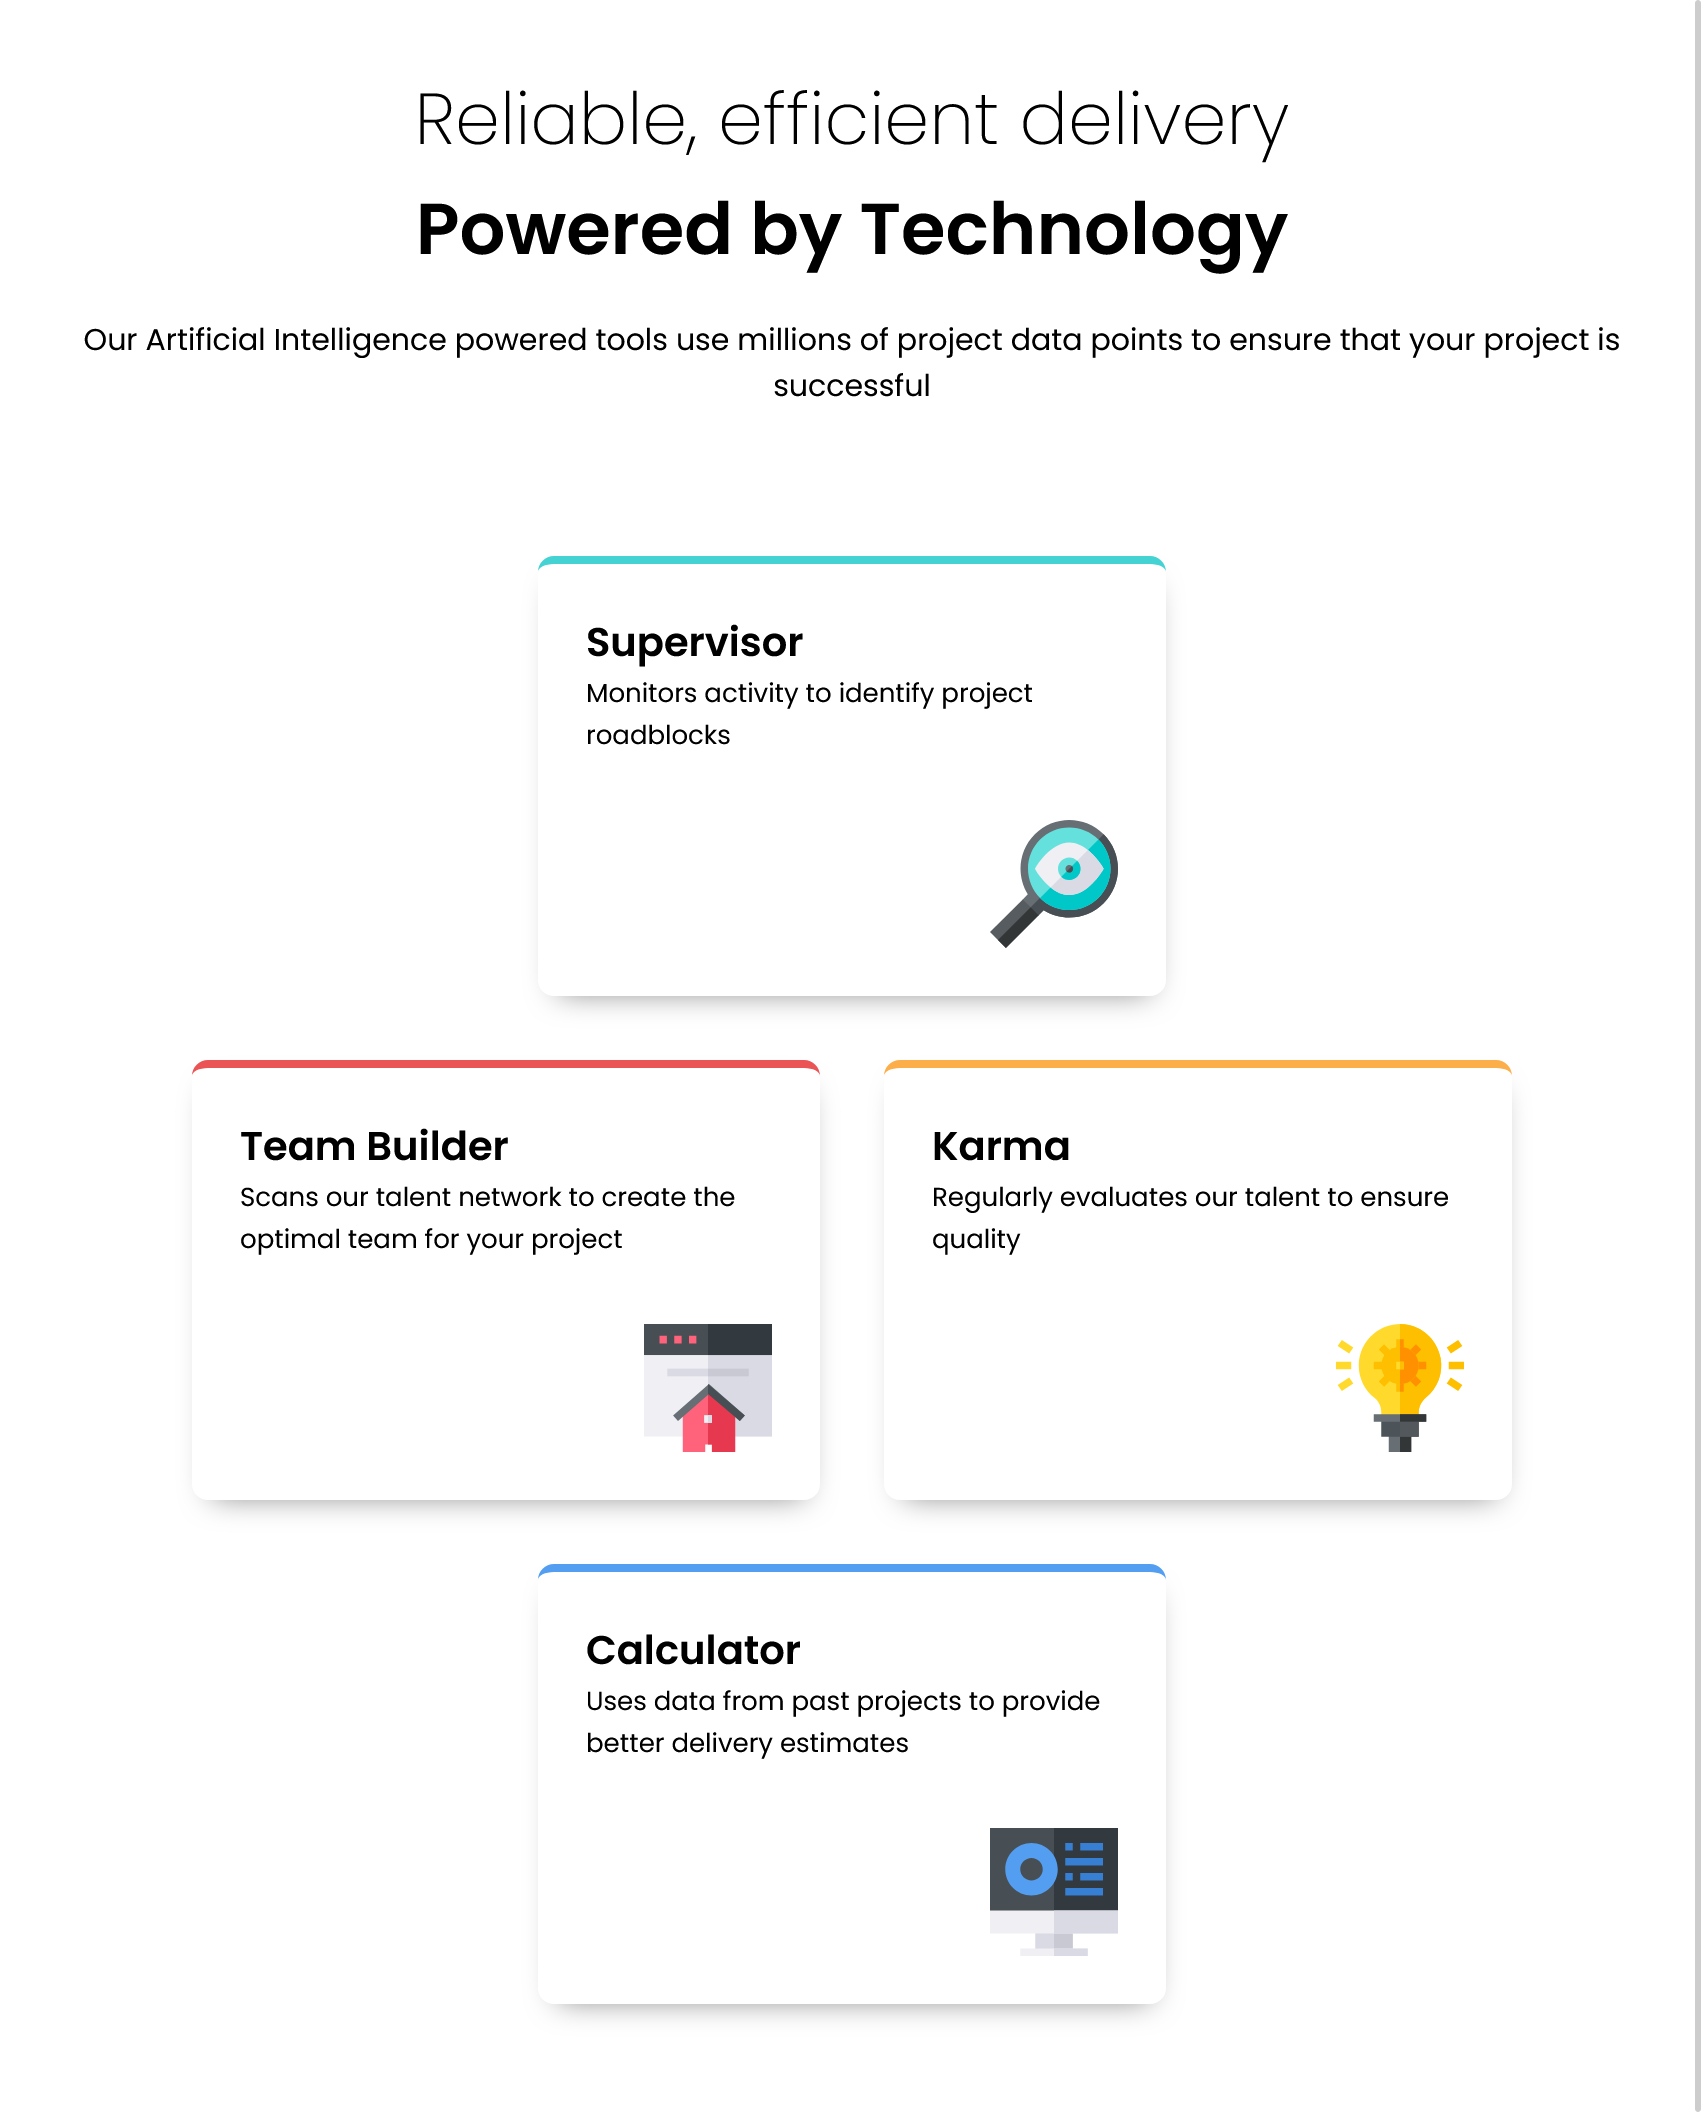 Reliable, efficient delivery
Powered by Technology
Our Artificial Intelligence powered tools use millions of project data points to ensure that your project is
successful
Supervisor
Monitors activity to identify project
roadblocks
Team Builder
Scans our talent network to create the
optimal team for your project
Karma
Regularly evaluates our talent to ensure
quality
Calculator
Uses data from past projects to provide
better delivery estimates